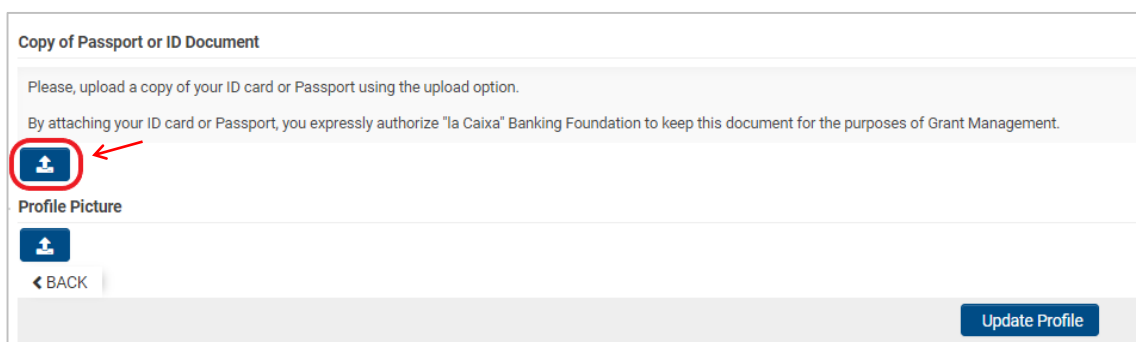 Copy of Passport or ID Document
Please, upload a copy of your ID card or Passport using the upload option.
By attaching your ID card or Passport, you expressly authorize "la Caixa" Banking Foundation to keep this document for the purposes of Grant Management.
Profile Picture
BACK
Update Profile